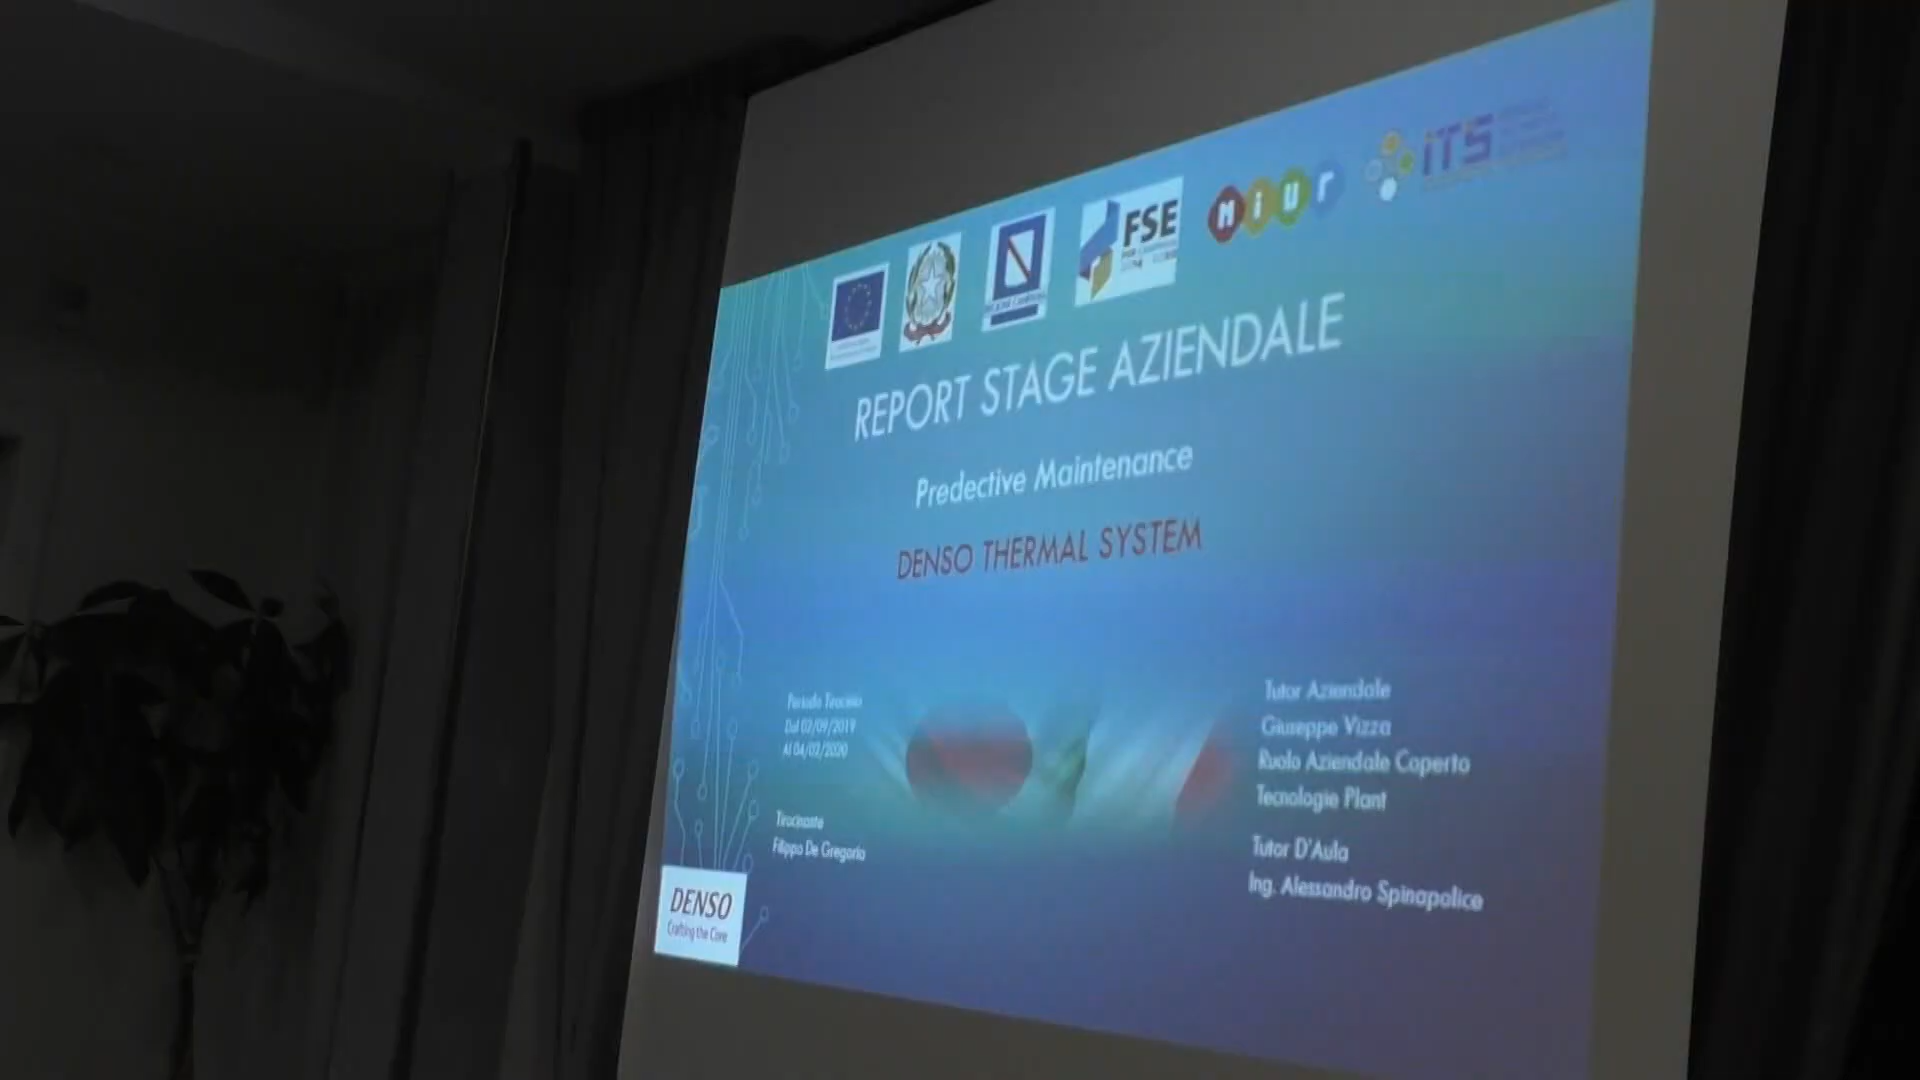 FSE
Miur
iTS
REPORT STAGE AZIENDALE
Predective Maintenance
DENSO THERMAL SYSTEM
Periodo Tirocinio
Dal 02/09/2019
Al 04/02/2020
Tirocinante
Filippo De Gregorio
Tutor Aziendale
Giuseppe Vizza
Ruolo Aziendale Coperto
Tecnologie Plant
Tutor D'Aula
Ing. Alessandro Spinapolice
DENSO
Crafting the Core